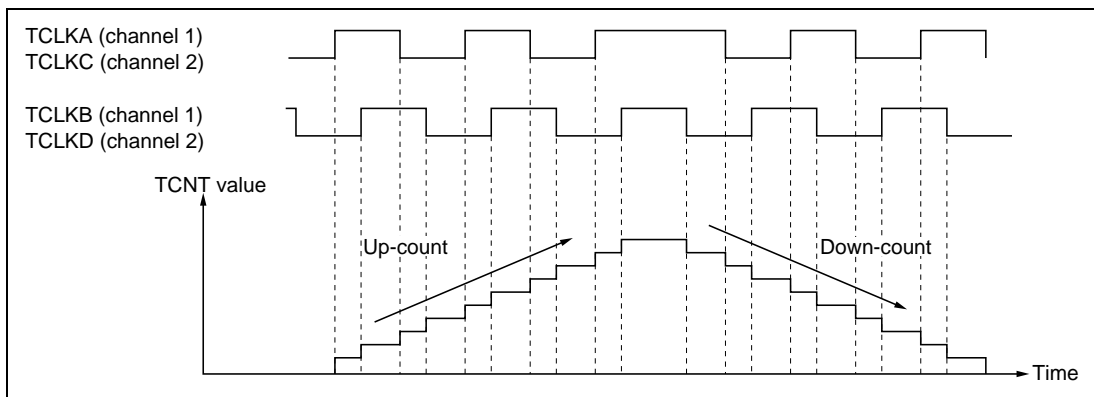 TCLKA (channel 1)
TCLKC (channel 2)
TCLKB (channel 1)
TCLKD (channel 2)
TCNT value
Up-count
Down-count
Time